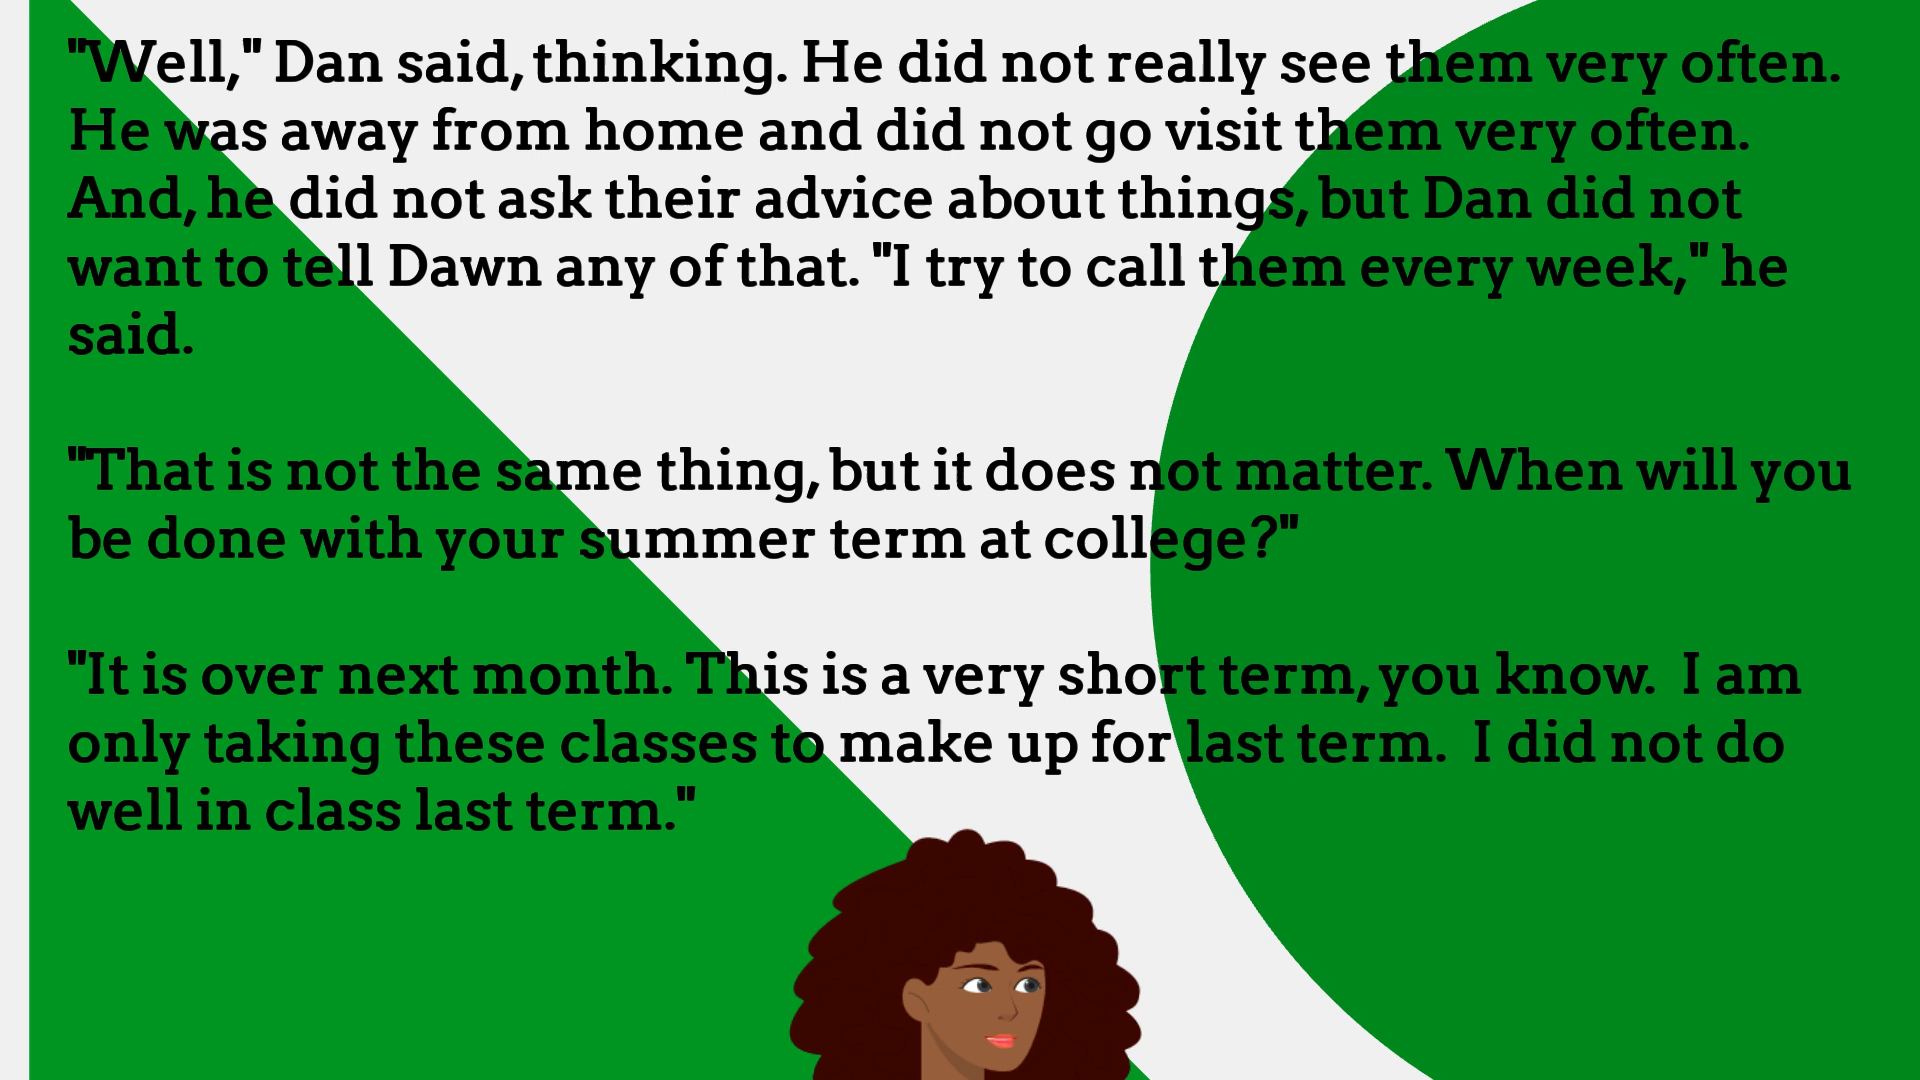 "Well," Dan said, thinking. He did not really see them very often.
He was away from home and did not go visit them very often.
And, he did not ask their advice about things, but Dan did not
want to tell Dawn any of that. "I try to call them every week," he
said.
"That is not the same thing, but it does not matter. When will you
be done with your summer term at college?"
"It is over next month. This is a very short term, you know.  I am
only taking these classes to make up for last term.  I did not do
well in class last term."